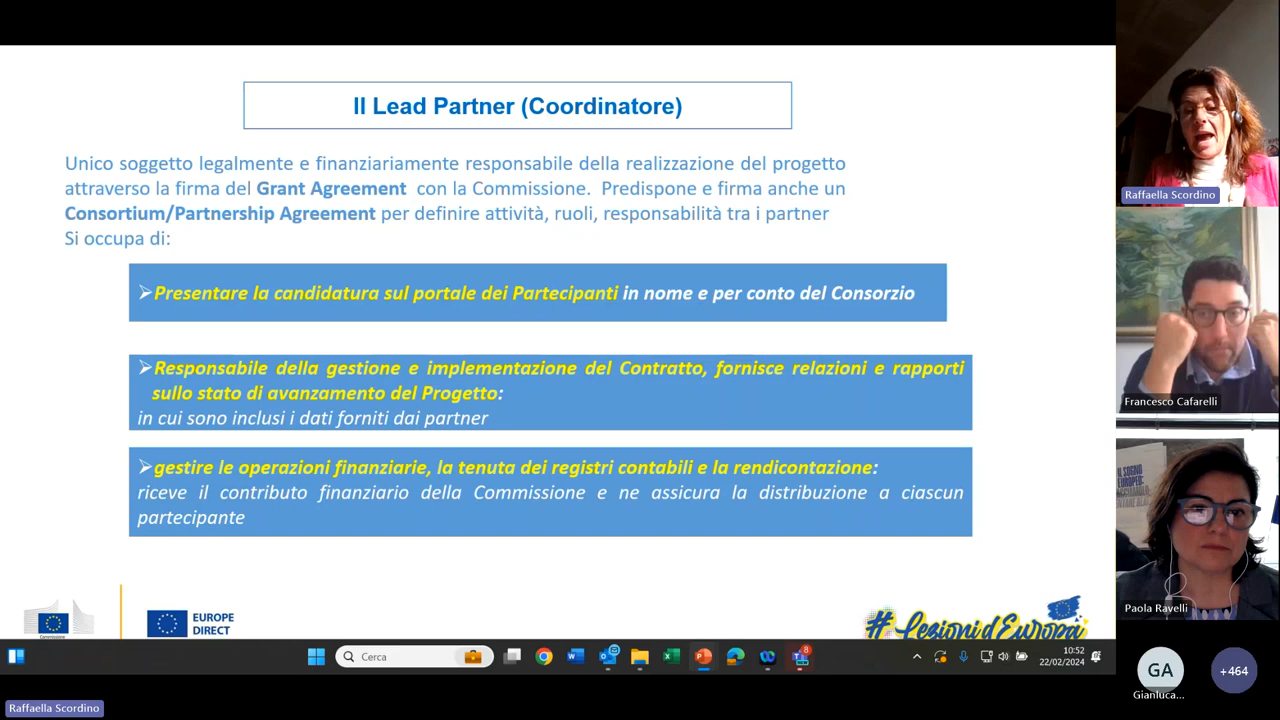 Il Lead Partner (Coordinatore)
Unico soggetto legalmente e finanziariamente responsabile della realizzazione del progetto
attraverso la firma del Grant Agreement con la Commissione. Predispone e firma anche un
Consortium/Partnership Agreement per definire attività, ruoli, responsabilità tra i partner
Si occupa di:
➢Presentare la candidatura sul portale dei Partecipanti in nome e per conto del Consorzio
➢Responsabile della gestione e implementazione del Contratto, fornisce relazioni e rapporti
sullo stato di avanzamento del Progetto:
in cui sono inclusi i dati forniti dai partner
➢gestire le operazioni finanziarie, la tenuta dei registri contabili e la rendicontazione:
riceve il contributo finanziario della Commissione e ne assicura la distribuzione a ciascun
partecipante
EUROPE
DIRECT
#Lezioni d'Europa
Cerca
8
10:52
22/02/2024
Raffaella Scordino
Raffaella Scordino
Francesco Cafarelli
IL SOGNO
EUROPEO:
Paola Ravelli
GA
Gianluca...
+464